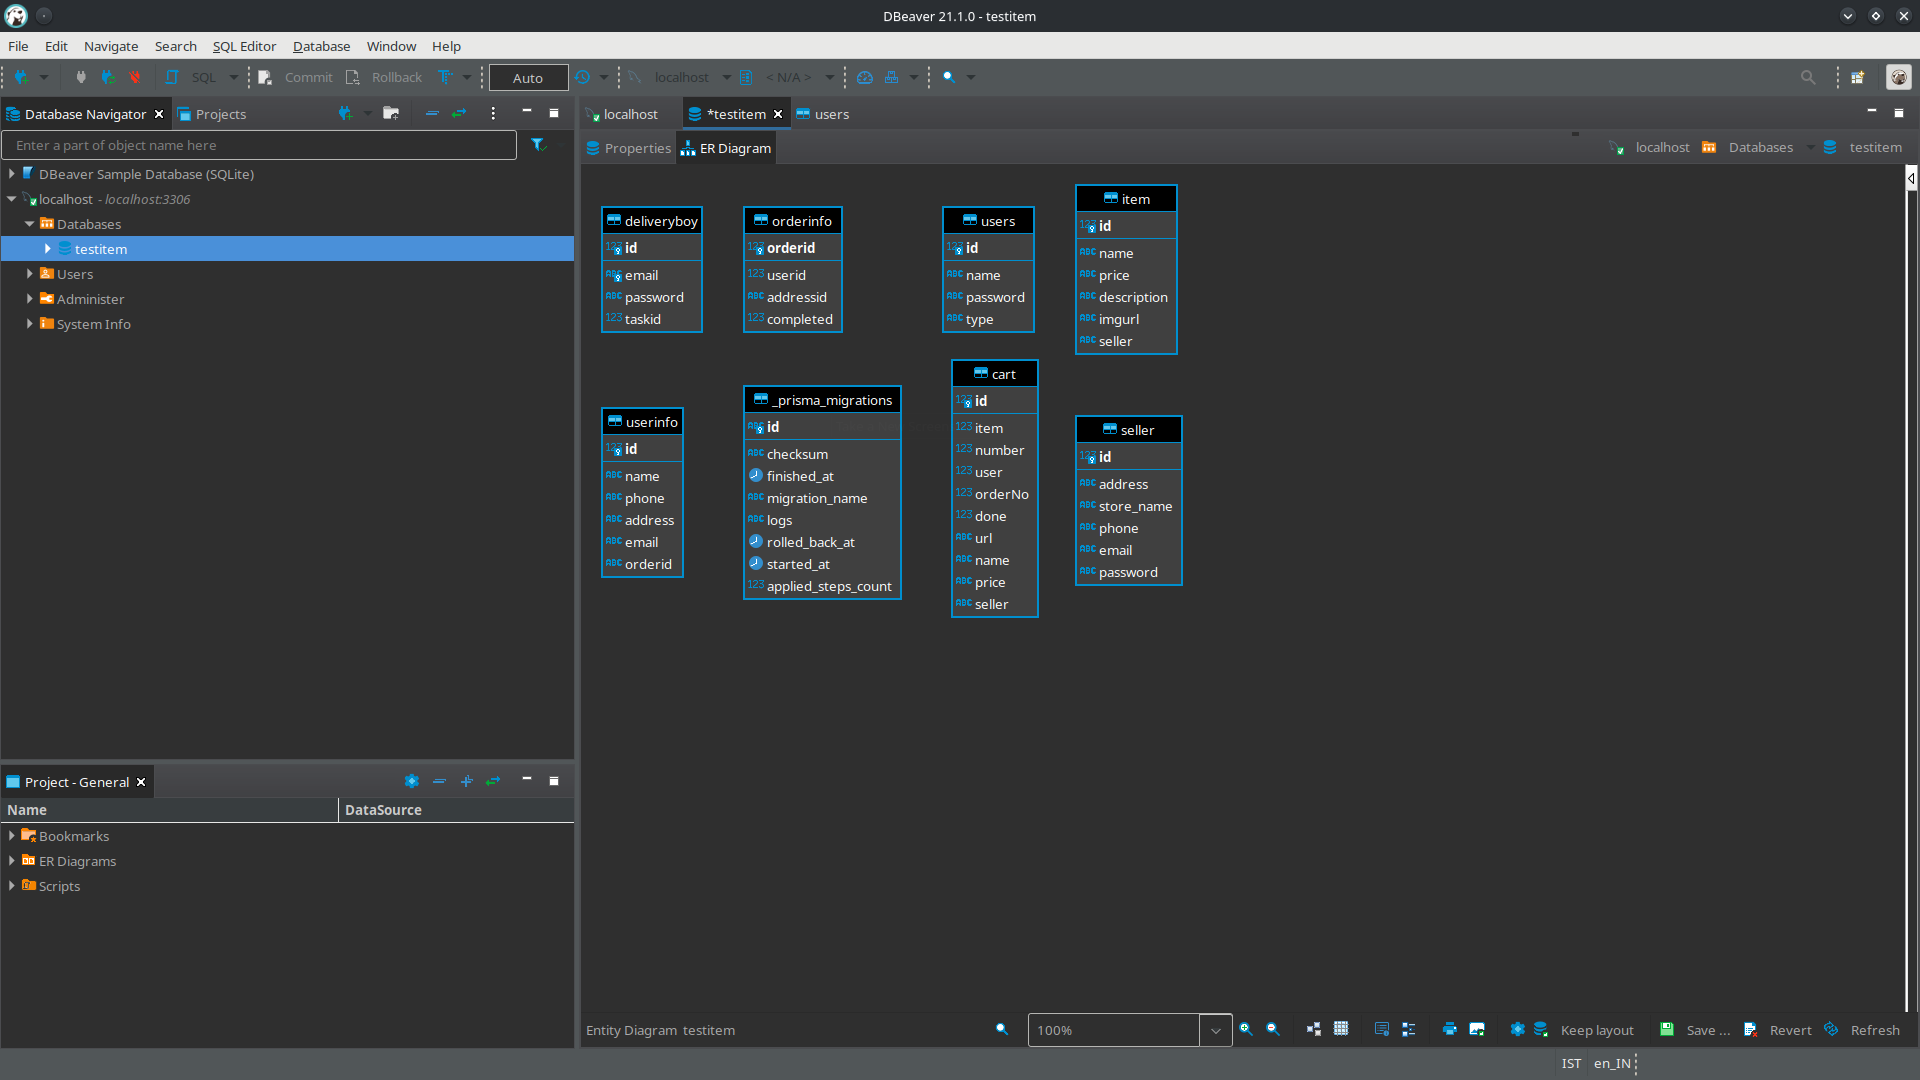 DBeaver 21.1.0 - testitem
File Edit Navigate Search SQL Editor Database Window Help
SQL Commit Rollback Auto localhost < N/A >
Database Navigator Projects
localhost *testitem users
Enter a part of object name here
Properties ER Diagram localhost Databases testitem
DBeaver Sample Database (SQLite)
localhost - localhost:3306
Databases
testitem
Users
Administer
System Info
deliveryboy
id
email
password
taskid
orderinfo
orderid
userid
addressid
completed
users
id
name
password
type
item
id
name
price
description
imgurl
seller
userinfo
id
name
phone
address
email
orderid
_prisma_migrations
id
checksum
finished_at
migration_name
logs
rolled_back_at
started_at
applied_steps_count
cart
id
item
number
user
orderNo
done
url
name
price
seller
seller
id
address
store_name
phone
email
password
Project - General
Name DataSource
Bookmarks
ER Diagrams
Scripts
Entity Diagram testitem 100% Keep layout Save ... Revert Refresh
IST en_IN